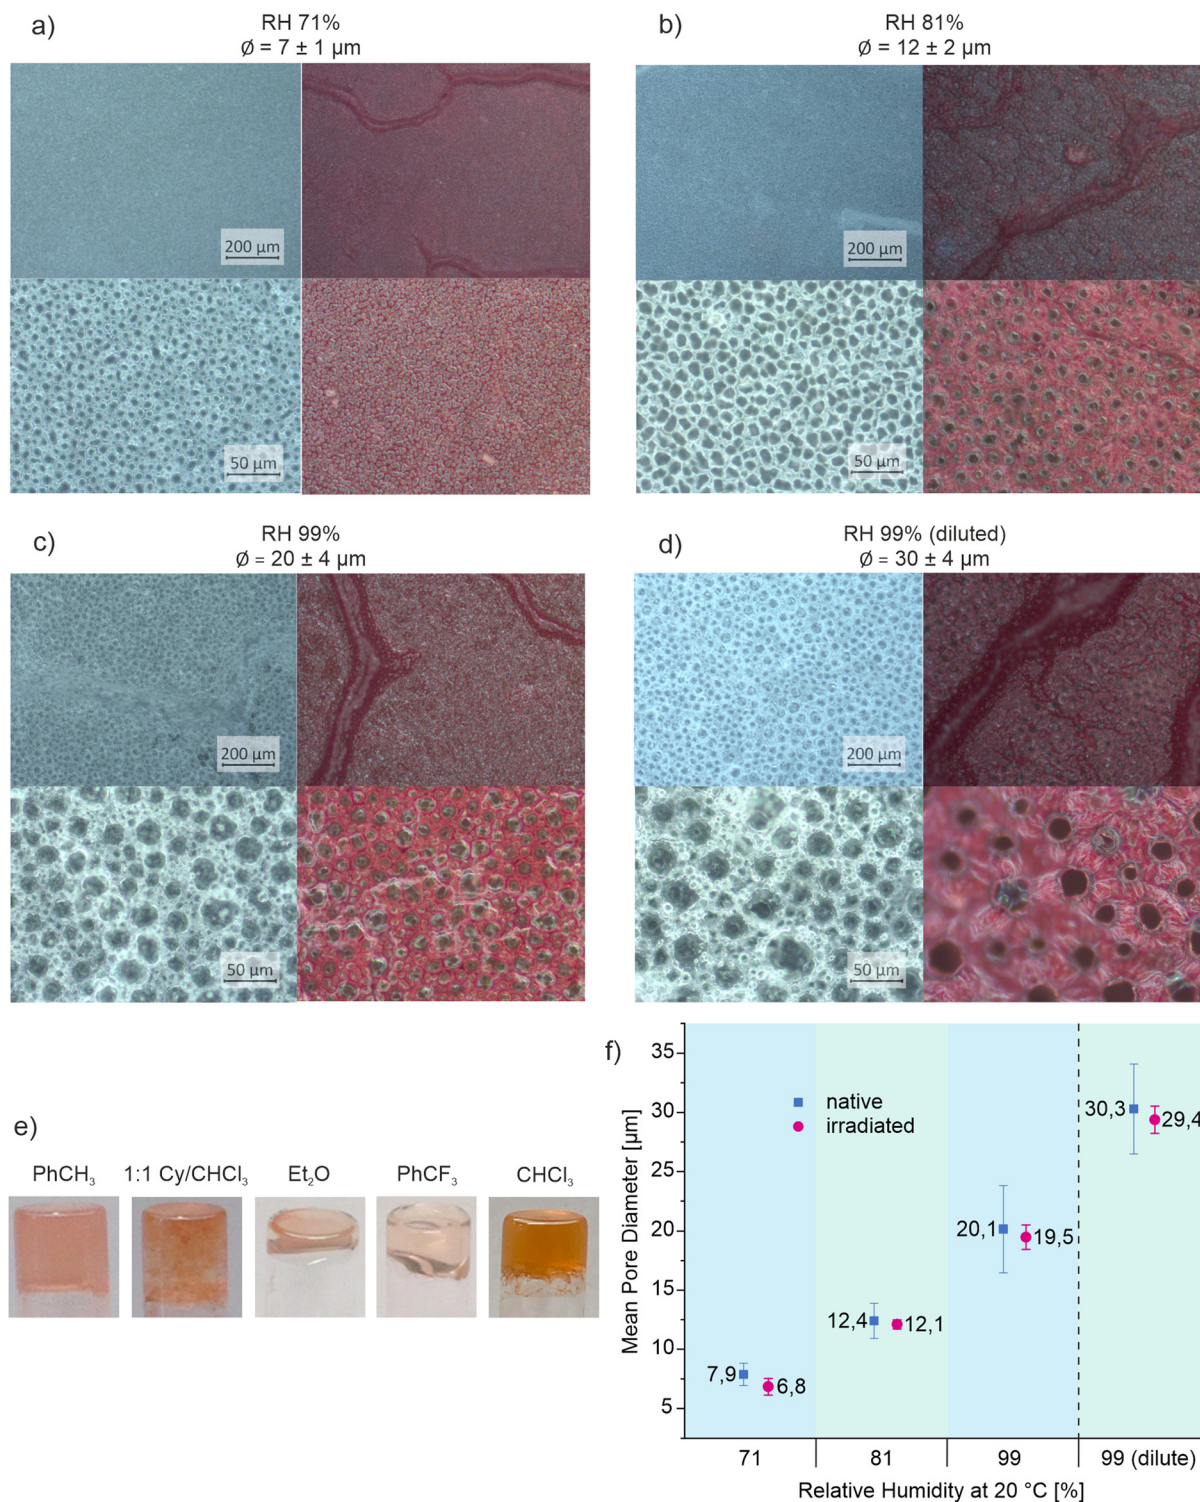 a)
RH 71%
Ø = 7 ± 1 µm
200 µm
50 µm
b)
RH 81%
Ø = 12 ± 2 µm
200 µm
50 µm
c)
RH 99%
Ø = 20 ± 4 µm
200 µm
50 µm
d)
RH 99% (diluted)
Ø = 30 ± 4 µm
200 µm
50 µm
e)
PhCH₃ 1:1 Cy/CHCl₃ Et₂O PhCF₃ CHCl₃
f)
Mean Pore Diameter [µm]
35
30
25
20
15
10
5
native
irradiated
7,9 6,8
12,4 12,1
20,1 19,5
30,3 29,4
71 81 99 99 (dilute)
Relative Humidity at 20 °C [%]